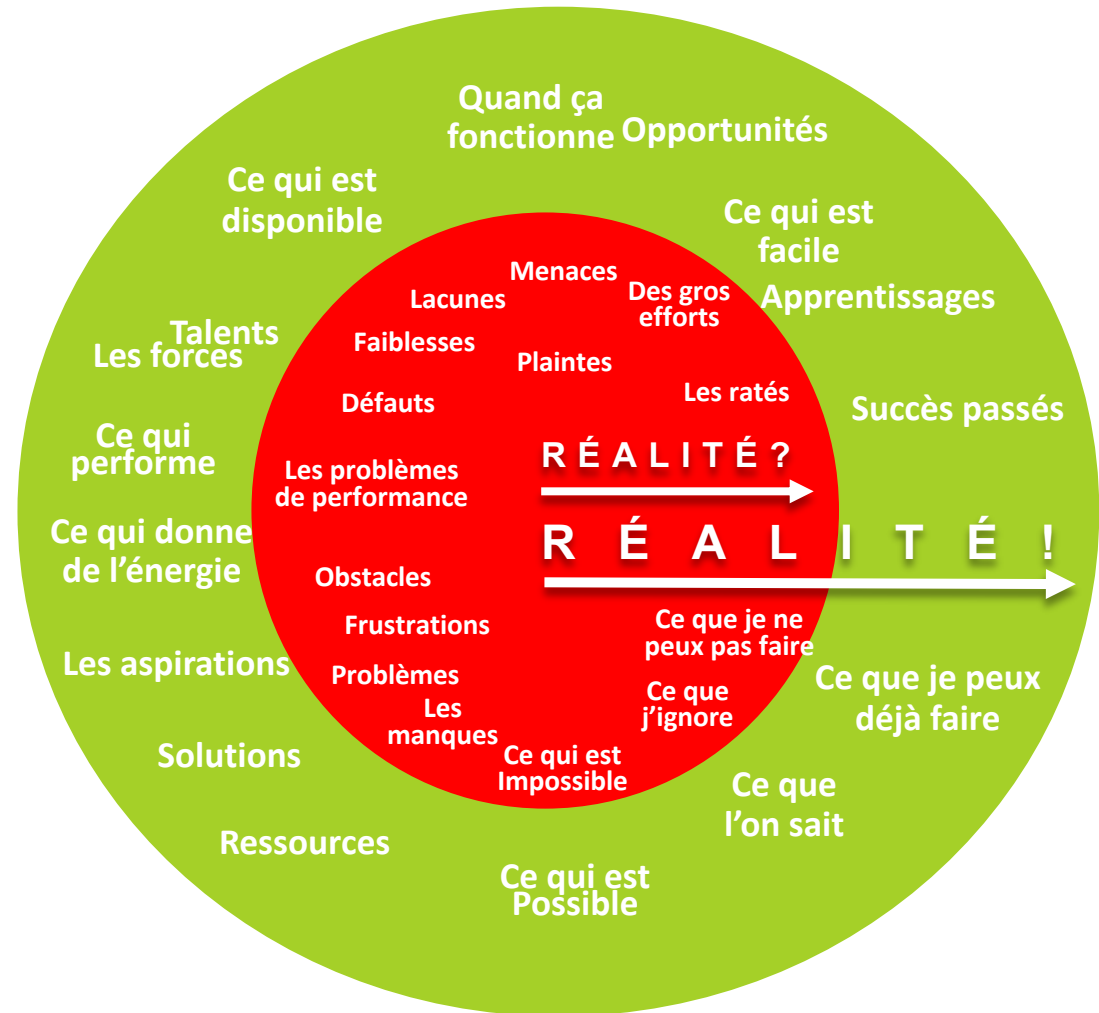 Quand ça
fonctionne
Opportunités
Ce qui est
disponible
Ce qui est
facile
Menaces
Lacunes
Des gros
efforts
Apprentissages
Talents
Les forces
Faiblesses
Plaintes
Les ratés
Défauts
Succès passés
Ce qui
performe
Les problèmes
de performance
RÉALITÉ?
Ce qui donne
de l’énergie
RÉALITÉ!
Obstacles
Frustrations
Ce que je ne
peux pas faire
Les aspirations
Problèmes
Ce que
j’ignore
Ce que je peux
déjà faire
Les
manques
Solutions
Ce qui est
Impossible
Ce que
l’on sait
Ressources
Ce qui est
Possible